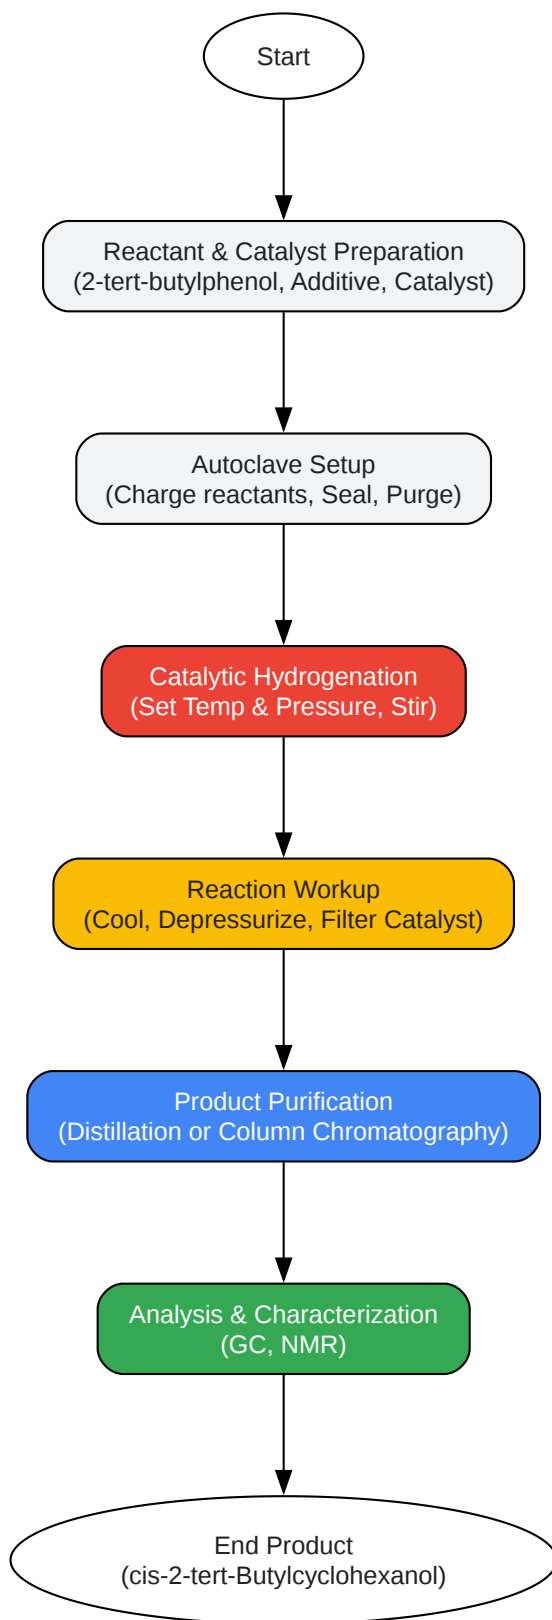 Start
Reactant & Catalyst Preparation
(2-tert-butylphenol, Additive, Catalyst)
Autoclave Setup
(Charge reactants, Seal, Purge)
Catalytic Hydrogenation
(Set Temp & Pressure, Stir)
Reaction Workup
(Cool, Depressurize, Filter Catalyst)
Product Purification
(Distillation or Column Chromatography)
Analysis & Characterization
(GC, NMR)
End Product
(cis-2-tert-Butylcyclohexanol)